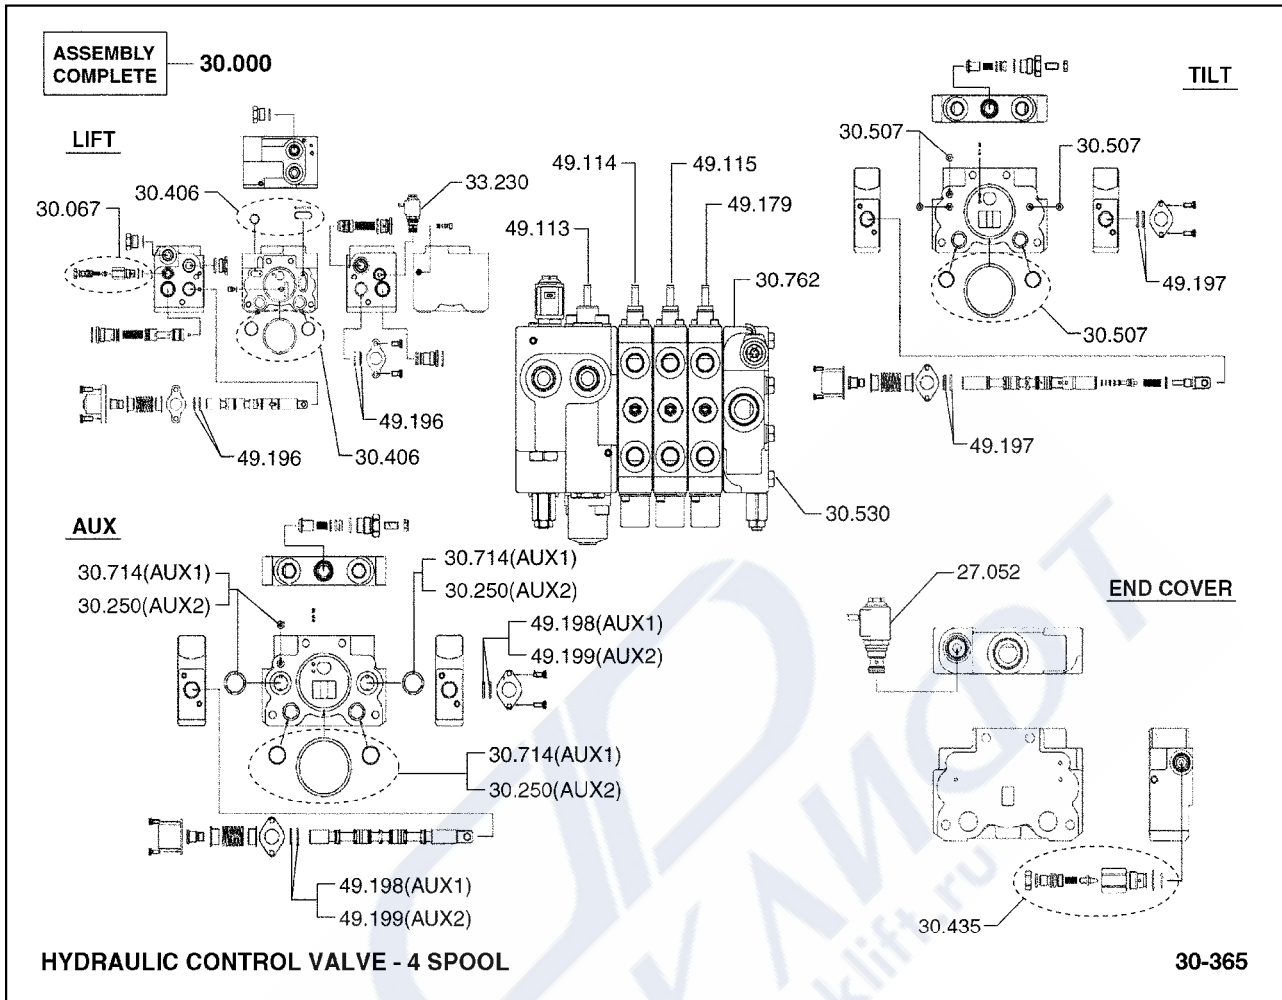 ASSEMBLY
COMPLETE
30.000
LIFT
30.406
30.067
33.230
49.196
49.196
30.406
49.114
49.115
49.113
49.179
30.762
30.530
TILT
30.507
30.507
49.197
30.507
49.197
AUX
30.714(AUX1)
30.250(AUX2)
30.714(AUX1)
30.250(AUX2)
49.198(AUX1)
49.199(AUX2)
30.714(AUX1)
30.250(AUX2)
49.198(AUX1)
49.199(AUX2)
27.052
END COVER
30.435
КЛИФТ
klift.ru
HYDRAULIC CONTROL VALVE - 4 SPOOL
30-365